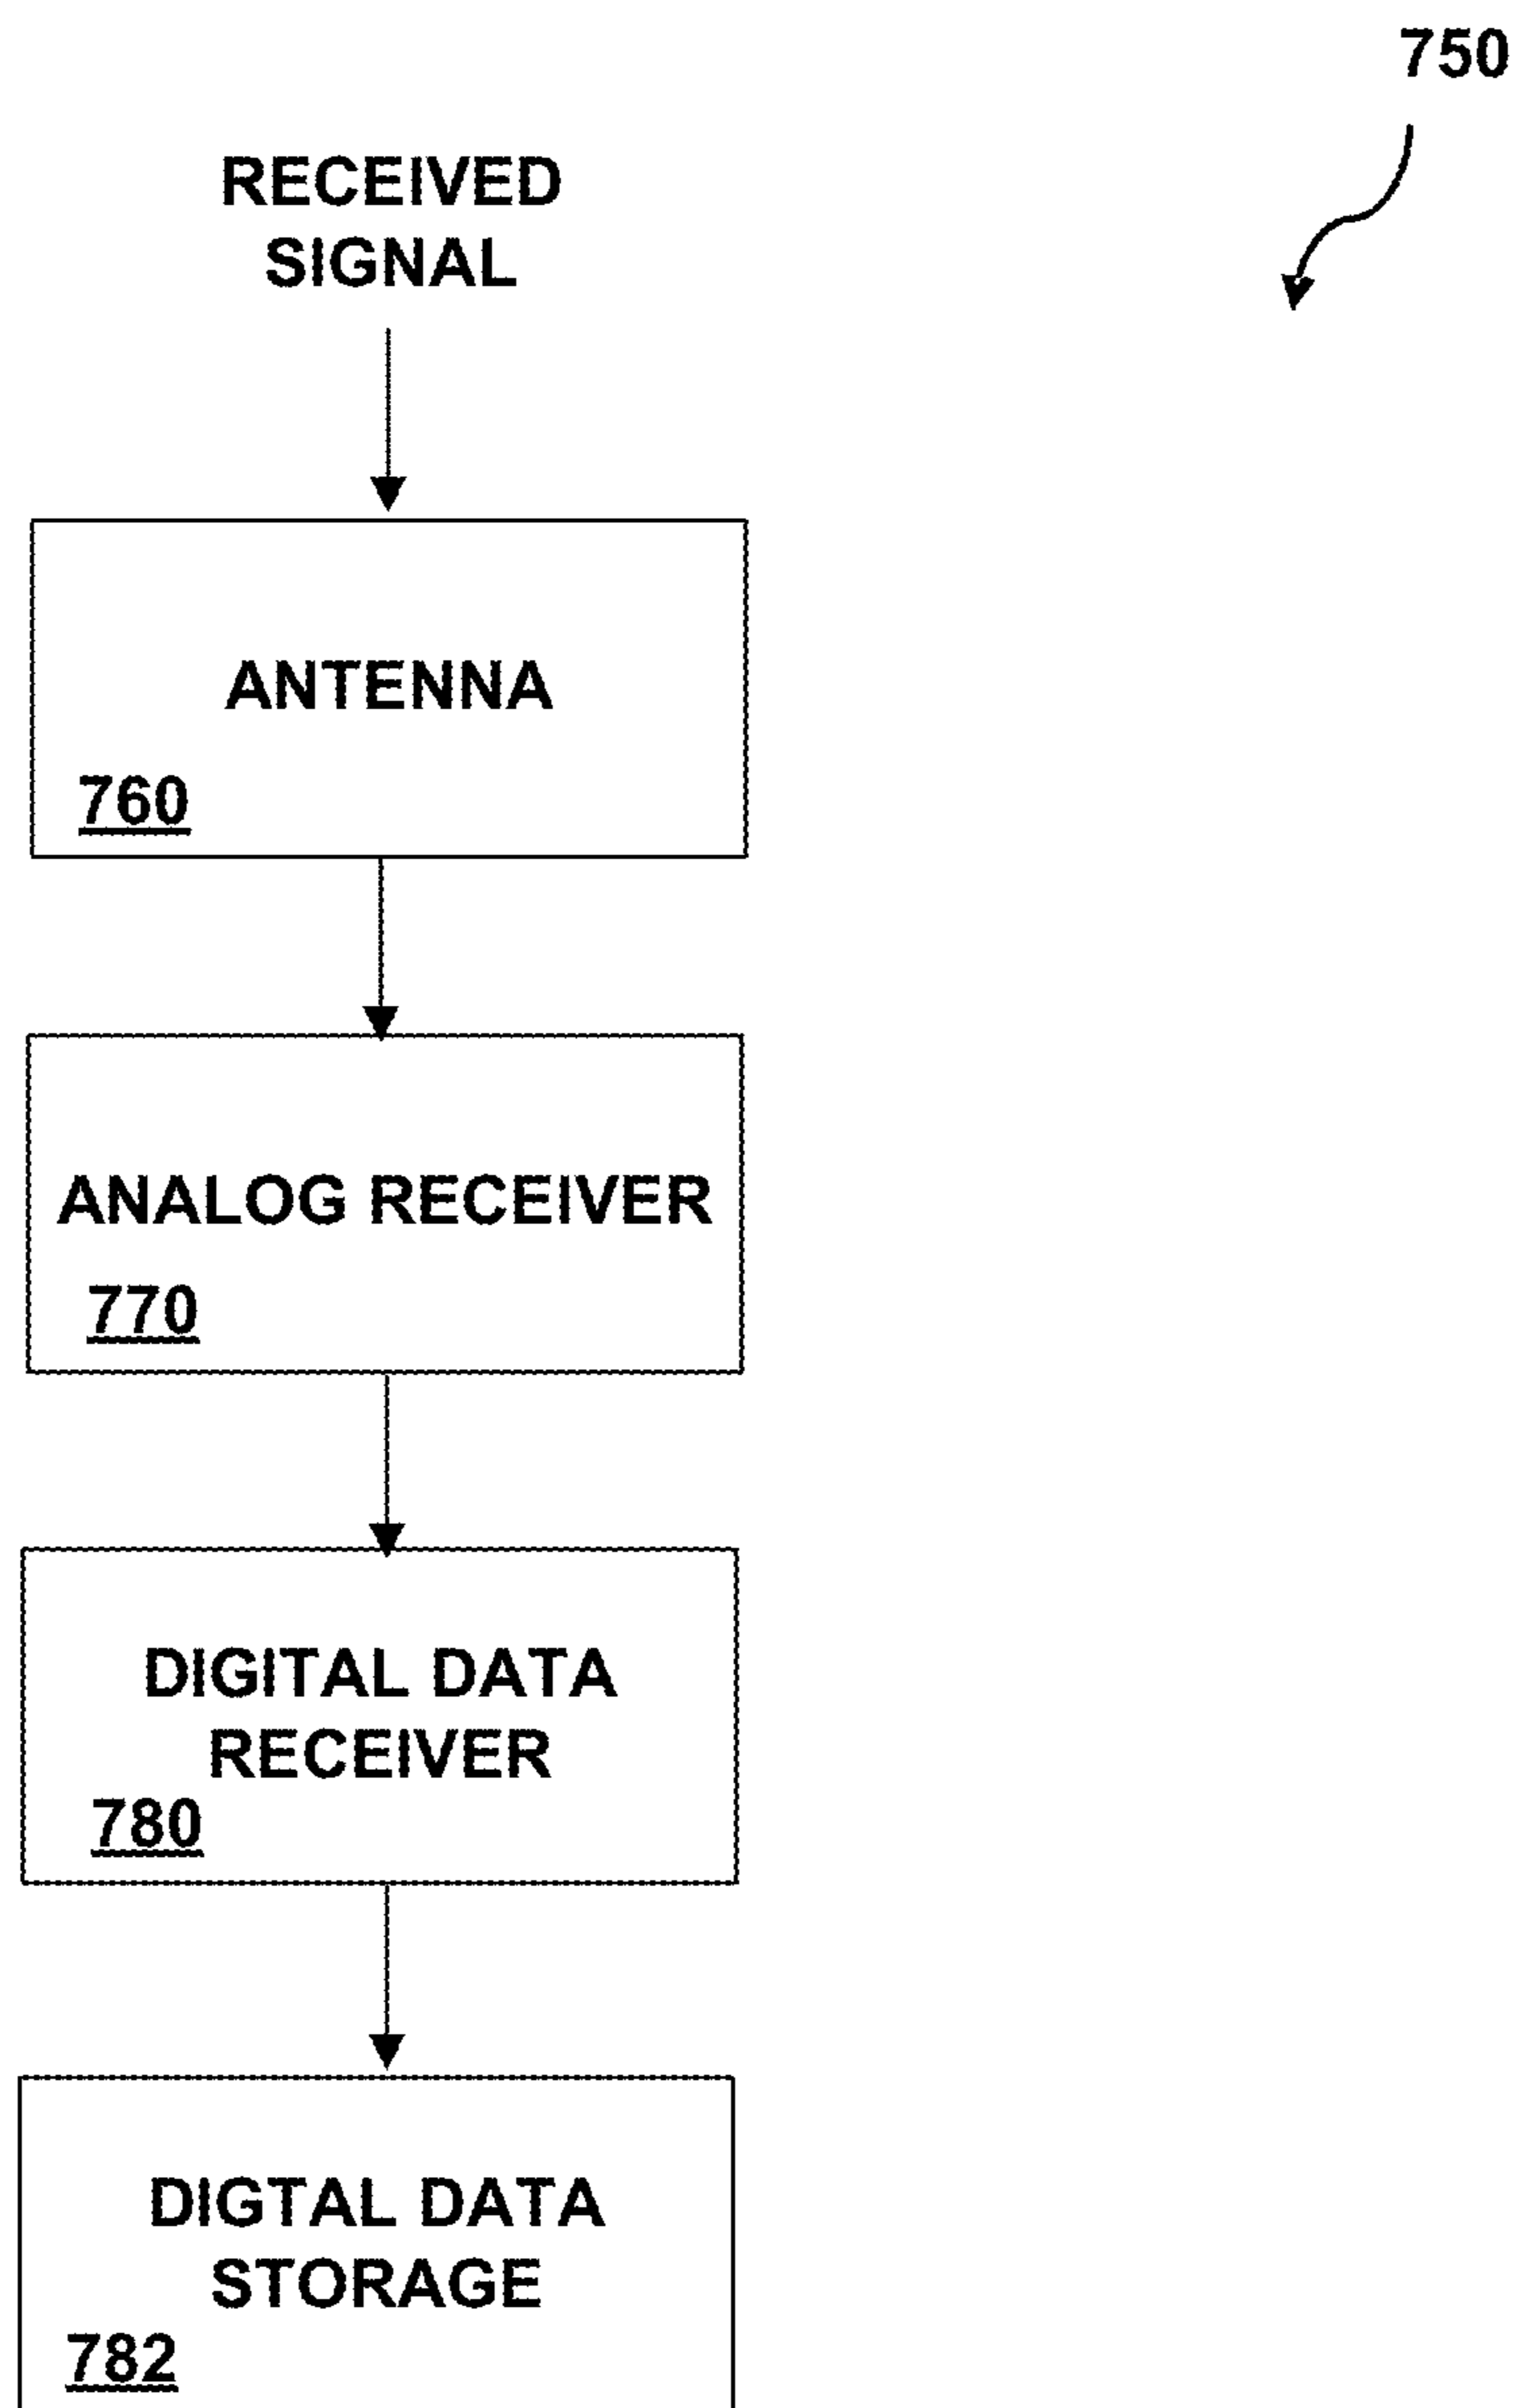 750
RECEIVED
SIGNAL
ANTENNA
760
ANALOG RECEIVER
770
DIGITAL DATA
RECEIVER
780
DIGTAL DATA
STORAGE
782